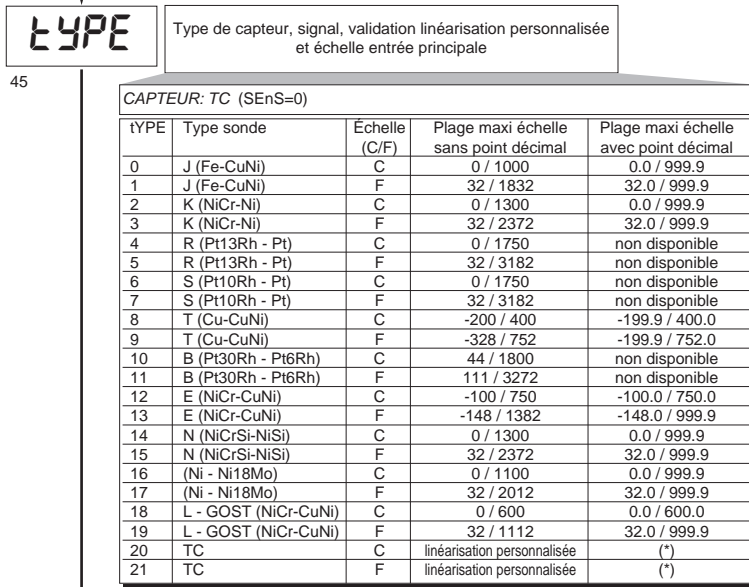 tYPE
Type de capteur, signal, validation linéarisation personnalisée
et échelle entrée principale
45
CAPTEUR: TC (SEnS=0)
tYPE Type sonde Échelle Plage maxi échelle Plage maxi échelle
(C/F) sans point décimal avec point décimal
0 J (Fe-CuNi) C 0 / 1000 0.0 / 999.9
1 J (Fe-CuNi) F 32 / 1832 32.0 / 999.9
2 K (NiCr-Ni) C 0 / 1300 0.0 / 999.9
3 K (NiCr-Ni) F 32 / 2372 32.0 / 999.9
4 R (Pt13Rh - Pt) C 0 / 1750 non disponible
5 R (Pt13Rh - Pt) F 32 / 3182 non disponible
6 S (Pt10Rh - Pt) C 0 / 1750 non disponible
7 S (Pt10Rh - Pt) F 32 / 3182 non disponible
8 T (Cu-CuNi) C -200 / 400 -199.9 / 400.0
9 T (Cu-CuNi) F -328 / 752 -199.9 / 752.0
10 B (Pt30Rh - Pt6Rh) C 44 / 1800 non disponible
11 B (Pt30Rh - Pt6Rh) F 111 / 3272 non disponible
12 E (NiCr-CuNi) C -100 / 750 -100.0 / 750.0
13 E (NiCr-CuNi) F -148 / 1382 -148.0 / 999.9
14 N (NiCrSi-NiSi) C 0 / 1300 0.0 / 999.9
15 N (NiCrSi-NiSi) F 32 / 2372 32.0 / 999.9
16 (Ni - Ni18Mo) C 0 / 1100 0.0 / 999.9
17 (Ni - Ni18Mo) F 32 / 2012 32.0 / 999.9
18 L - GOST (NiCr-CuNi) C 0 / 600 0.0 / 600.0
19 L - GOST (NiCr-CuNi) F 32 / 1112 32.0 / 999.9
20 TC C linéarisation personnalisée (*)
21 TC F linéarisation personnalisée (*)